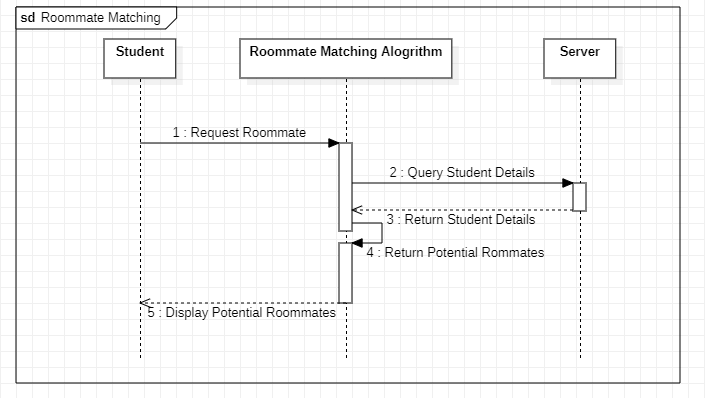 sd Roommate Matching
Student
Roommate Matching Alogrithm
Server
1 : Request Roommate
2 : Query Student Details
3 : Return Student Details
4 : Return Potential Rommates
5 : Display Potential Roommates